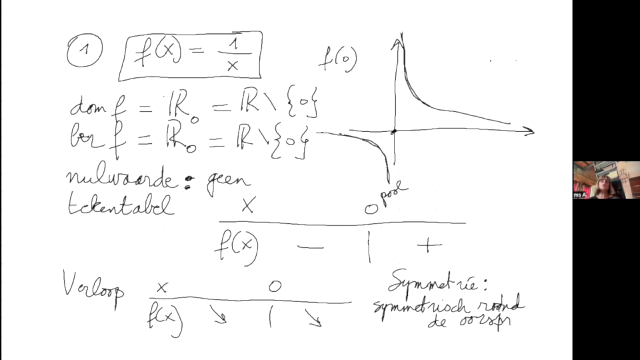 1 f(x) = 1/x
f(0)
dom f = ℝ₀ = ℝ \ {0}
ber f = ℝ₀ = ℝ \ {0}
nulwaarde : geen
pool
tekentabel x 0
f(x) − | +
Verloop x 0
f(x) ↘ | ↘
Symmetrie :
symmetrisch rond
de oorspr